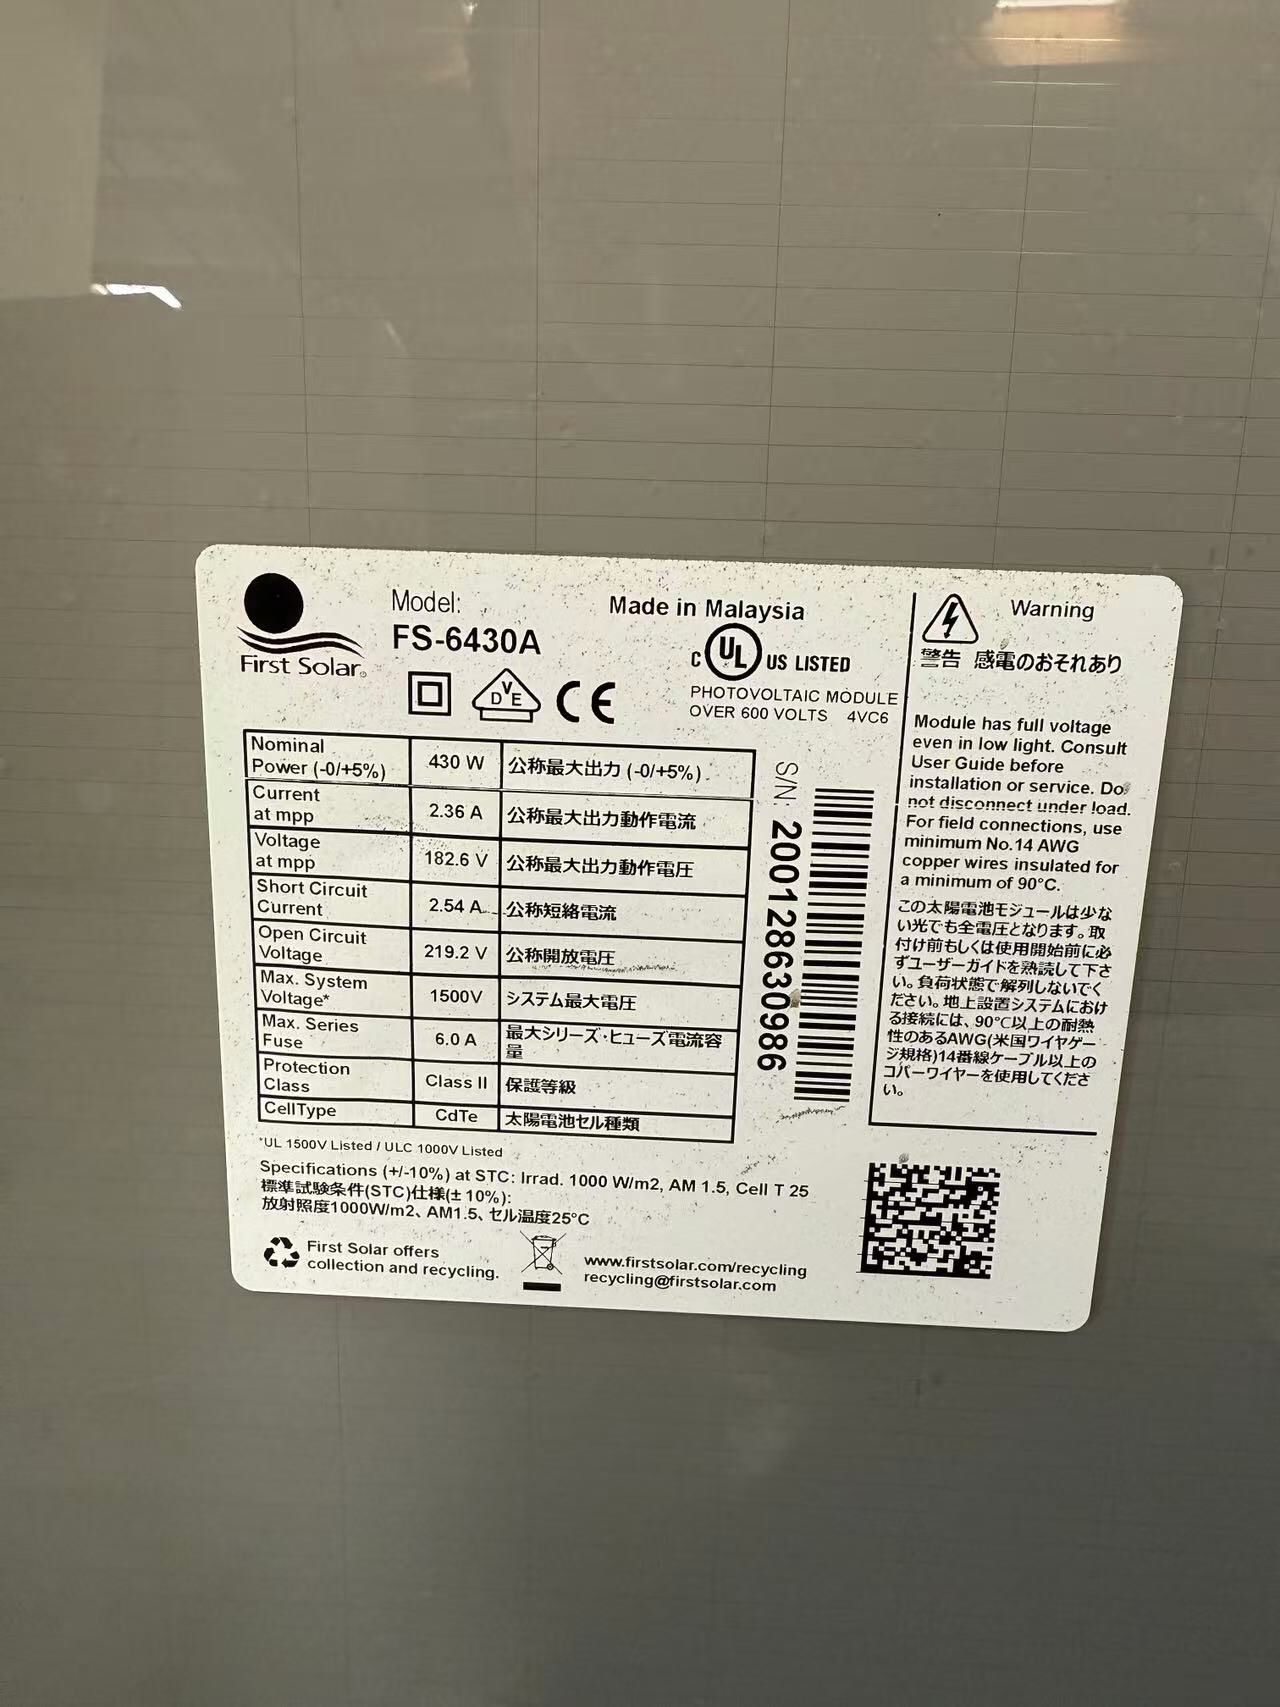 First Solar
Model:
FS-6430A
Made in Malaysia
C UL US LISTED
PHOTOVOLTAIC MODULE
OVER 600 VOLTS 4VC6
DVE
CE
Nominal
Power (-0/+5%)
430 W
公称最大出力 (-0/+5%)
Current
at mpp
2.36 A
公称最大出力動作電流
Voltage
at mpp
182.6 V
公称最大出力動作電圧
Short Circuit
Current
2.54 A
公称短絡電流
Open Circuit
Voltage
219.2 V
公称開放電圧
Max. System
Voltage*
1500V
システム最大電圧
Max. Series
Fuse
6.0 A
最大シリーズ・ヒューズ電流容
量
Protection
Class
Class II
保護等級
CellType
CdTe
太陽電池セル種類
S/N: 200128630986
*UL 1500V Listed / ULC 1000V Listed
Specifications (+/-10%) at STC: Irrad. 1000 W/m2, AM 1.5, Cell T 25
標準試験条件(STC)仕様(±10%):
放射照度1000W/m2、AM1.5、セル温度25°C
First Solar offers
collection and recycling.
www.firstsolar.com/recycling
recycling@firstsolar.com
Warning
警告 感電のおそれあり
Module has full voltage
even in low light. Consult
User Guide before
installation or service. Do
not disconnect under load.
For field connections, use
minimum No.14 AWG
copper wires insulated for
a minimum of 90°C.
この太陽電池モジュールは少な
い光でも全電圧となります。取
付け前もしくは使用開始前に必
ずユーザーガイドを熟読して下さ
い。負荷状態で解列しないでく
ださい。地上設置システムにおけ
る接続には、90℃以上の耐熱
性のあるAWG(米国ワイヤゲー
ジ規格)14番線ケーブル以上の
コパーワイヤーを使用してくださ
い。